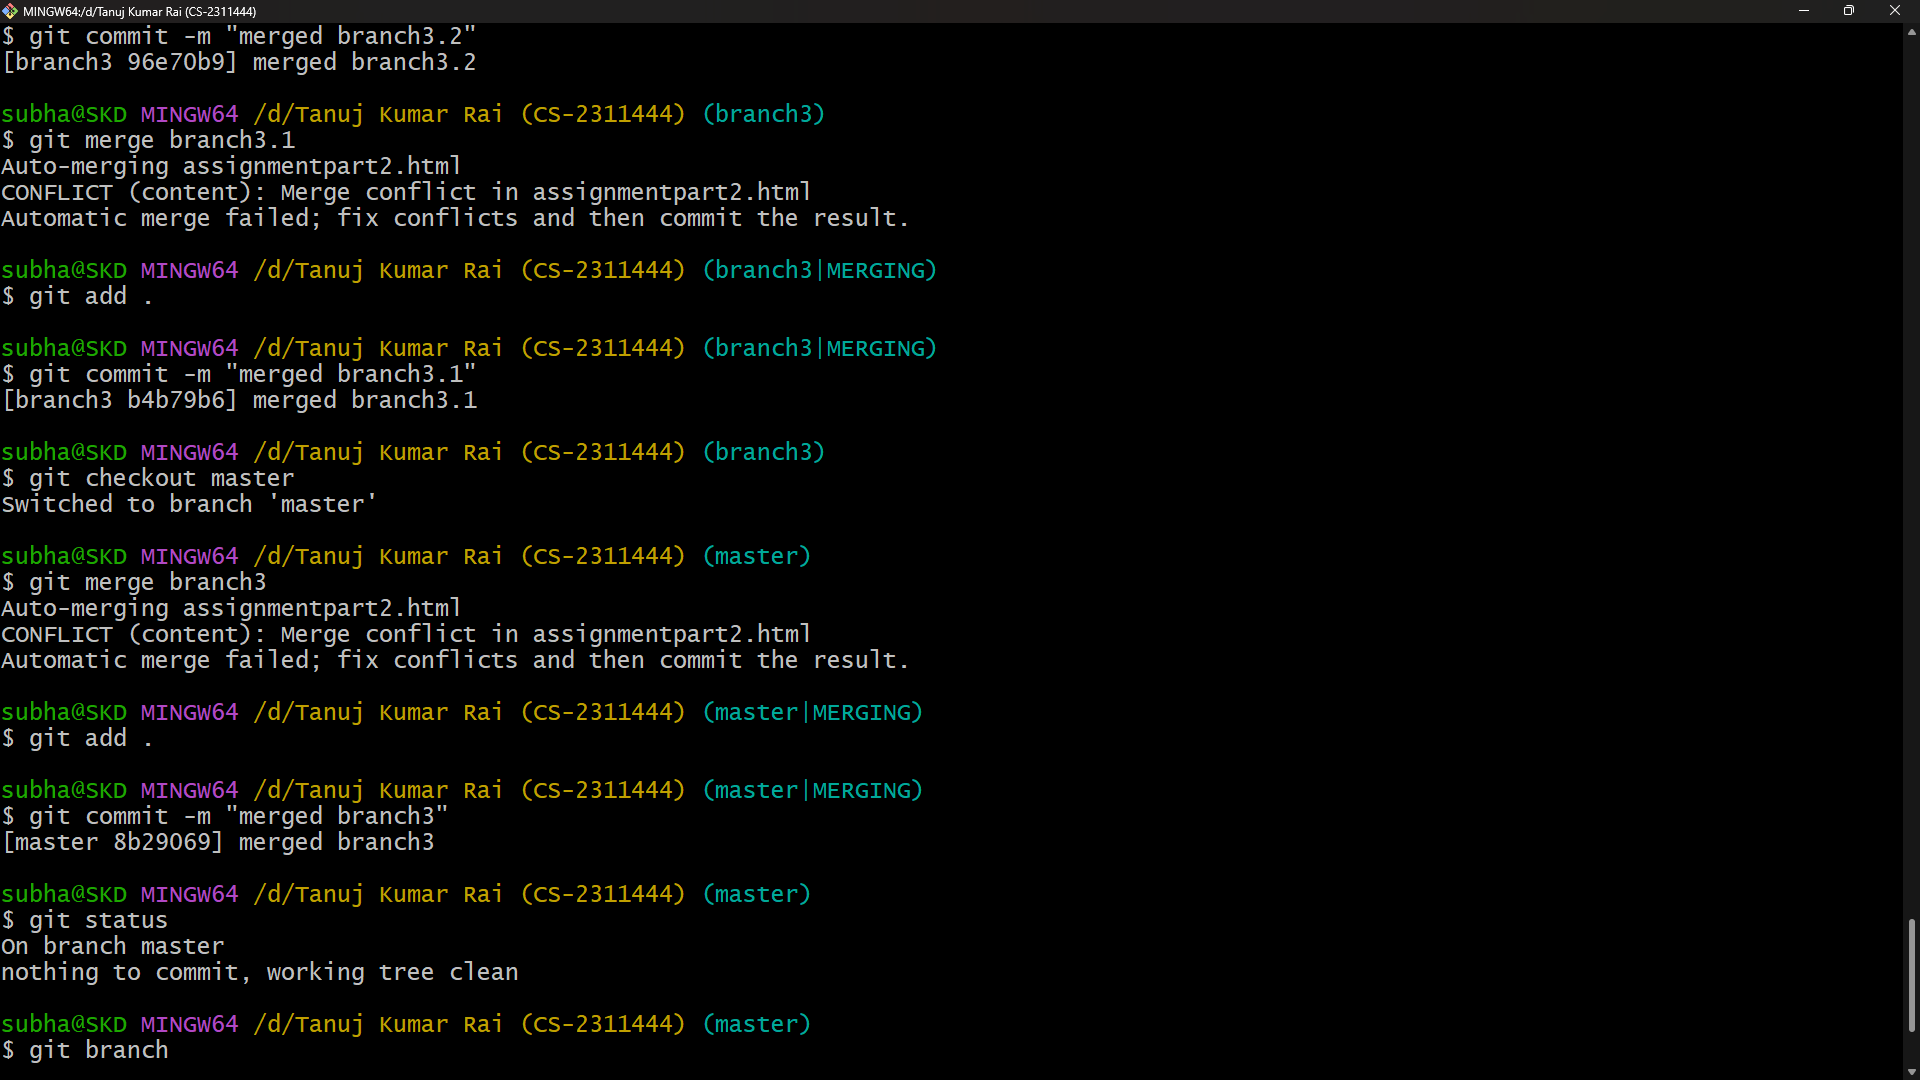 MINGW64:/d/Tanuj Kumar Rai (CS-2311444)
$ git commit -m "merged branch3.2"
[branch3 96e70b9] merged branch3.2
subha@SKD MINGW64 /d/Tanuj Kumar Rai (CS-2311444) (branch3)
$ git merge branch3.1
Auto-merging assignmentpart2.html
CONFLICT (content): Merge conflict in assignmentpart2.html
Automatic merge failed; fix conflicts and then commit the result.
subha@SKD MINGW64 /d/Tanuj Kumar Rai (CS-2311444) (branch3|MERGING)
$ git add .
subha@SKD MINGW64 /d/Tanuj Kumar Rai (CS-2311444) (branch3|MERGING)
$ git commit -m "merged branch3.1"
[branch3 b4b79b6] merged branch3.1
subha@SKD MINGW64 /d/Tanuj Kumar Rai (CS-2311444) (branch3)
$ git checkout master
Switched to branch 'master'
subha@SKD MINGW64 /d/Tanuj Kumar Rai (CS-2311444) (master)
$ git merge branch3
Auto-merging assignmentpart2.html
CONFLICT (content): Merge conflict in assignmentpart2.html
Automatic merge failed; fix conflicts and then commit the result.
subha@SKD MINGW64 /d/Tanuj Kumar Rai (CS-2311444) (master|MERGING)
$ git add .
subha@SKD MINGW64 /d/Tanuj Kumar Rai (CS-2311444) (master|MERGING)
$ git commit -m "merged branch3"
[master 8b29069] merged branch3
subha@SKD MINGW64 /d/Tanuj Kumar Rai (CS-2311444) (master)
$ git status
On branch master
nothing to commit, working tree clean
subha@SKD MINGW64 /d/Tanuj Kumar Rai (CS-2311444) (master)
$ git branch